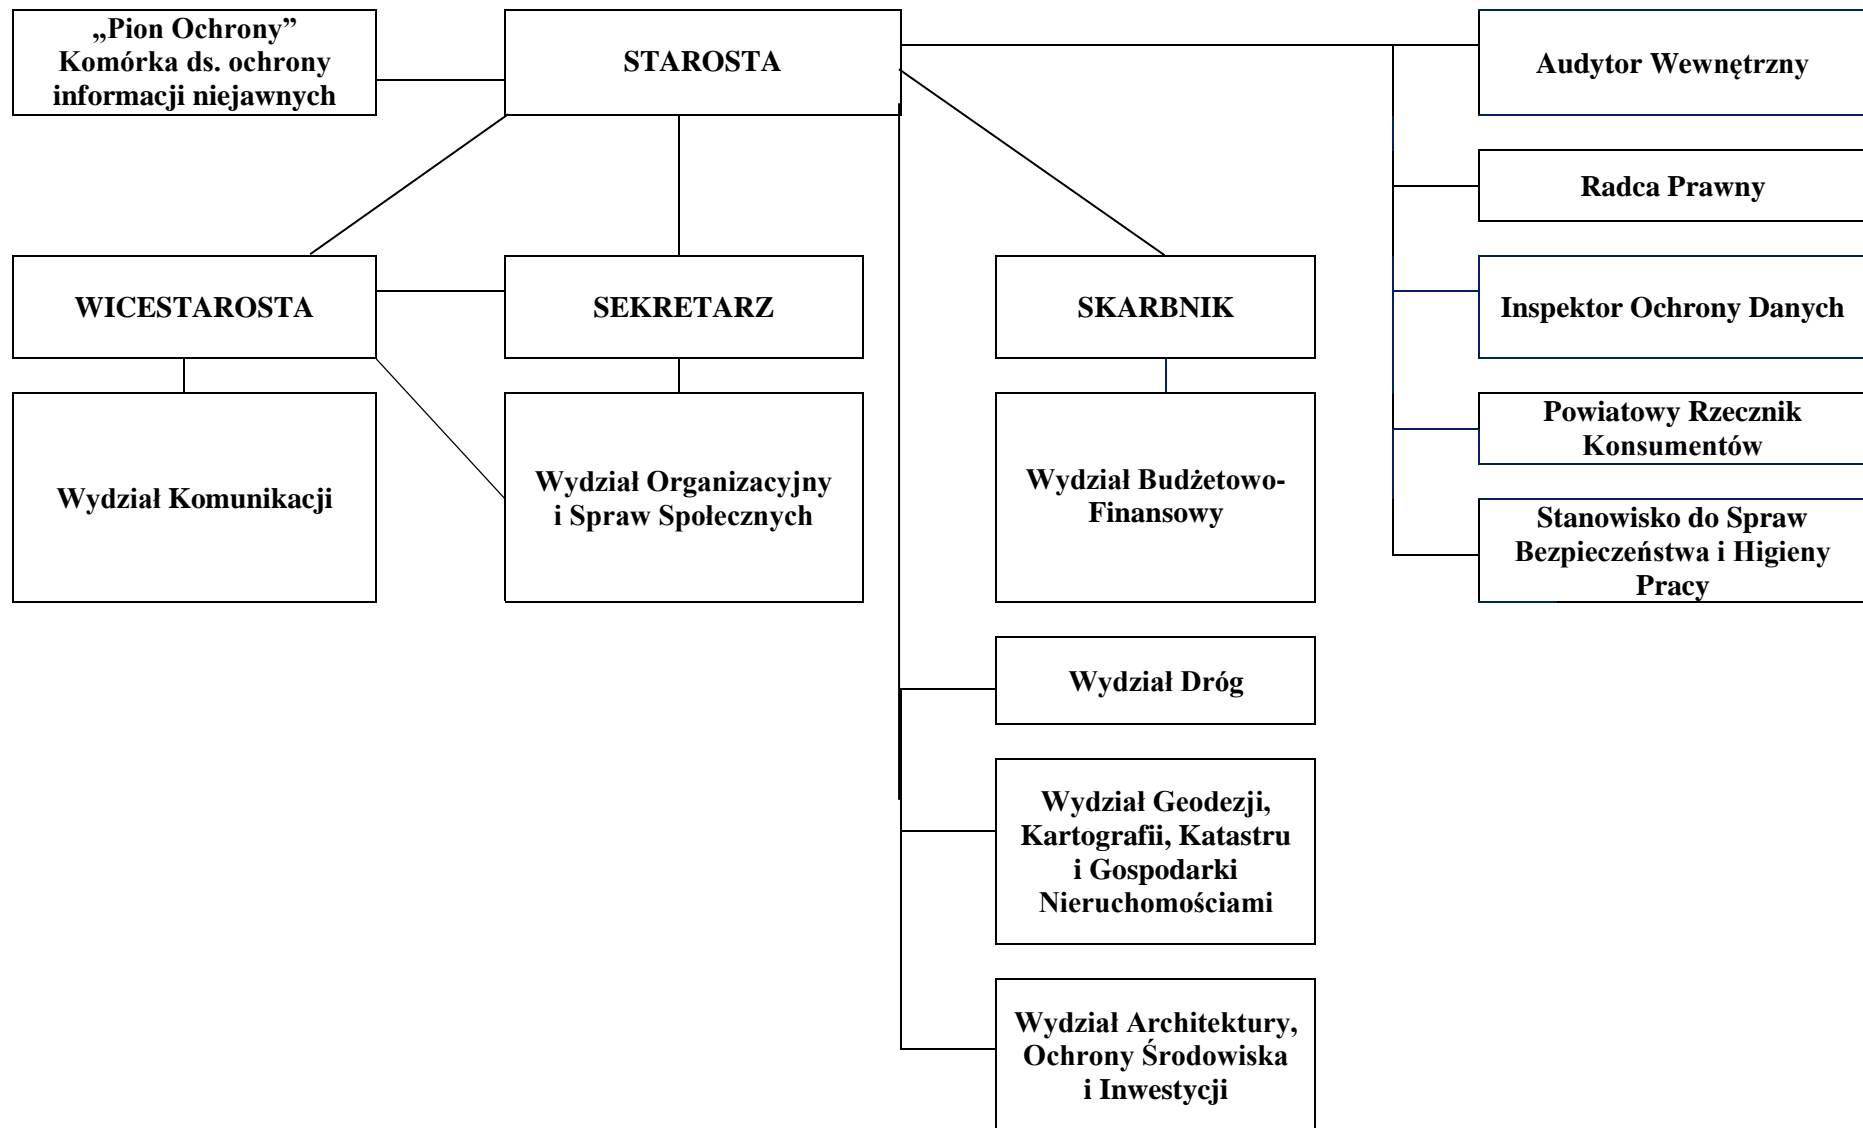 „Pion Ochrony”
Komórka ds. ochrony
informacji niejawnych
STAROSTA
Audytor Wewnętrzny
Radca Prawny
WICESTAROSTA
SEKRETARZ
SKARBNIK
Inspektor Ochrony Danych
Wydział Komunikacji
Wydział Organizacyjny
i Spraw Społecznych
Wydział Budżetowo-
Finansowy
Powiatowy Rzecznik
Konsumentów
Stanowisko do Spraw
Bezpieczeństwa i Higieny
Pracy
Wydział Dróg
Wydział Geodezji,
Kartografii, Katastru
i Gospodarki
Nieruchomościami
Wydział Architektury,
Ochrony Środowiska
i Inwestycji